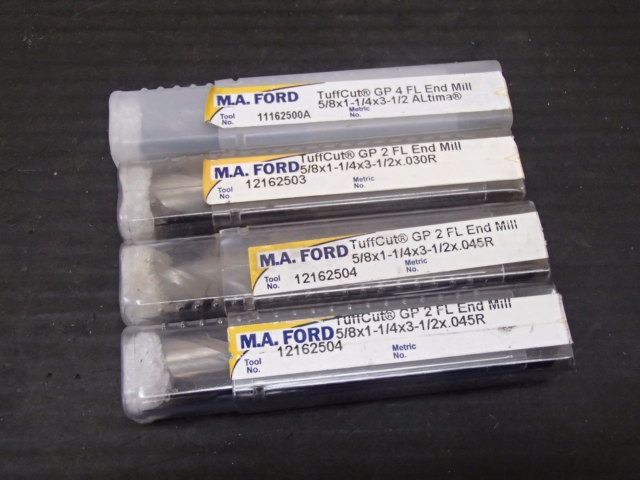 M.A. FORD
TuffCut® GP 4 FL End Mill
5/8x1-1/4x3-1/2 ALtima®
Tool No. 11162500A Metric No.
M.A. FORD
TuffCut® GP 2 FL End Mill
5/8x1-1/4x3-1/2x.030R
Tool No. 12162503 Metric No.
M.A. FORD
TuffCut® GP 2 FL End Mill
5/8x1-1/4x3-1/2x.045R
Tool No. 12162504 Metric No.
M.A. FORD
TuffCut® GP 2 FL End Mill
5/8x1-1/4x3-1/2x.045R
Tool No. 12162504 Metric No.